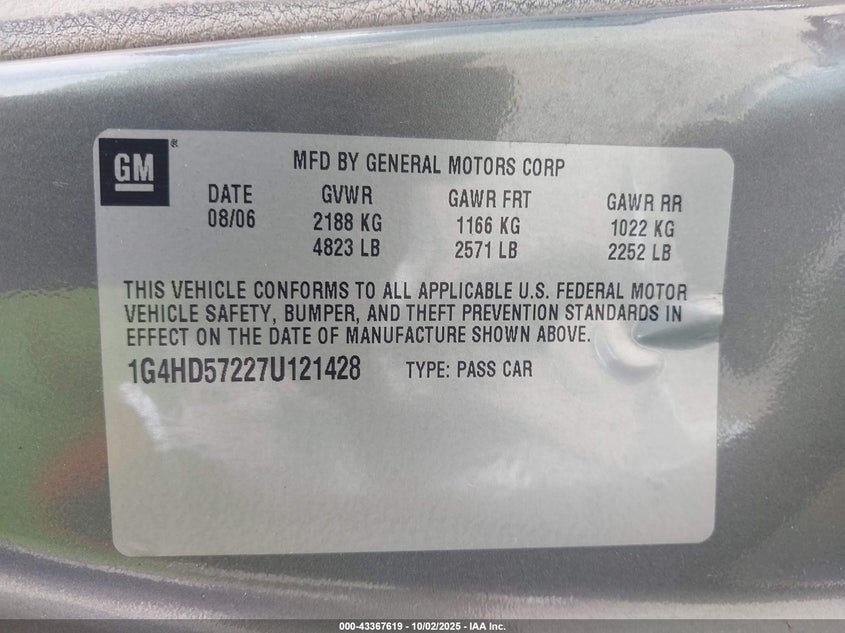 GM®
MFD BY GENERAL MOTORS CORP
DATE GVWR GAWR FRT GAWR RR
08/06 2188 KG 1166 KG 1022 KG
4823 LB 2571 LB 2252 LB
THIS VEHICLE CONFORMS TO ALL APPLICABLE U.S. FEDERAL MOTOR
VEHICLE SAFETY, BUMPER, AND THEFT PREVENTION STANDARDS IN
EFFECT ON THE DATE OF MANUFACTURE SHOWN ABOVE.
1G4HD57227U121428 TYPE: PASS CAR
000-43367619 - 10/02/2025 - IAA Inc.